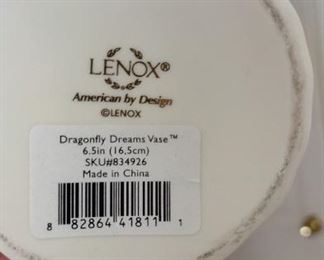 LENOX®
American by Design
©LENOX
Dragonfly Dreams Vase™
6.5in (16,5cm)
SKU#834926
Made in China
8 82864 41811 1